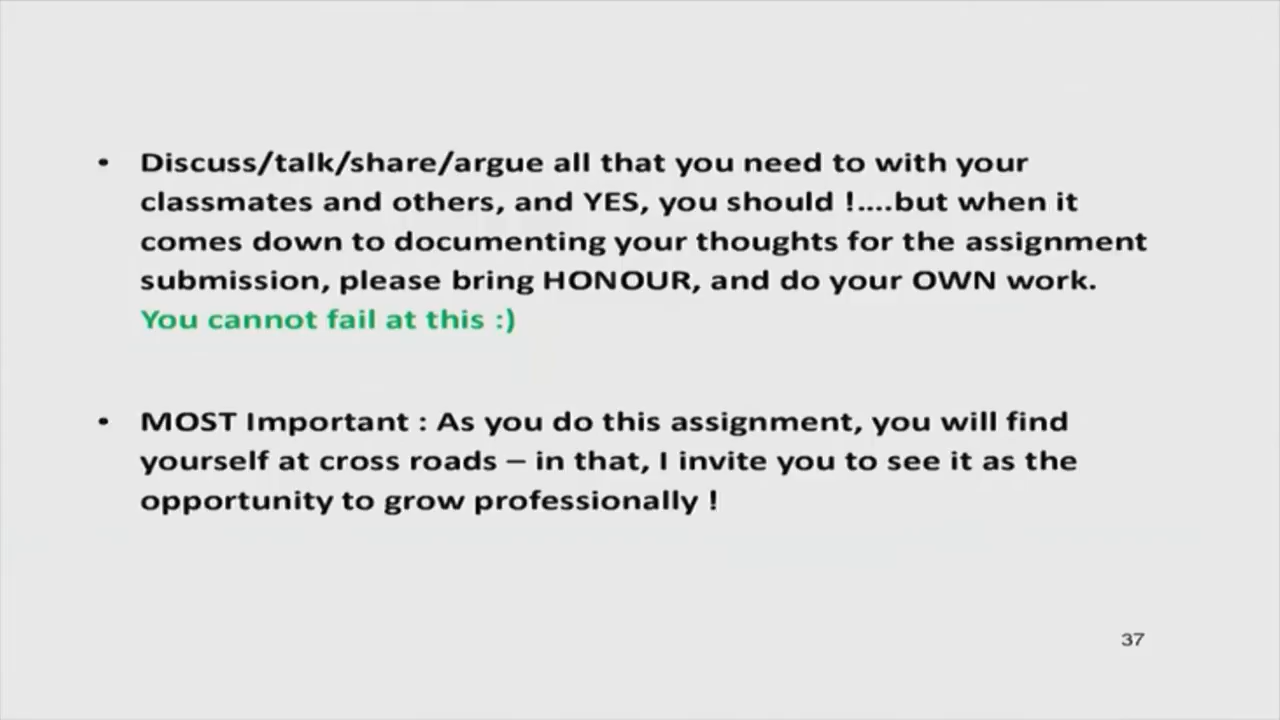 • Discuss/talk/share/argue all that you need to with your
classmates and others, and YES, you should !....but when it
comes down to documenting your thoughts for the assignment
submission, please bring HONOUR, and do your OWN work.
You cannot fail at this :)
• MOST Important : As you do this assignment, you will find
yourself at cross roads – in that, I invite you to see it as the
opportunity to grow professionally !
37